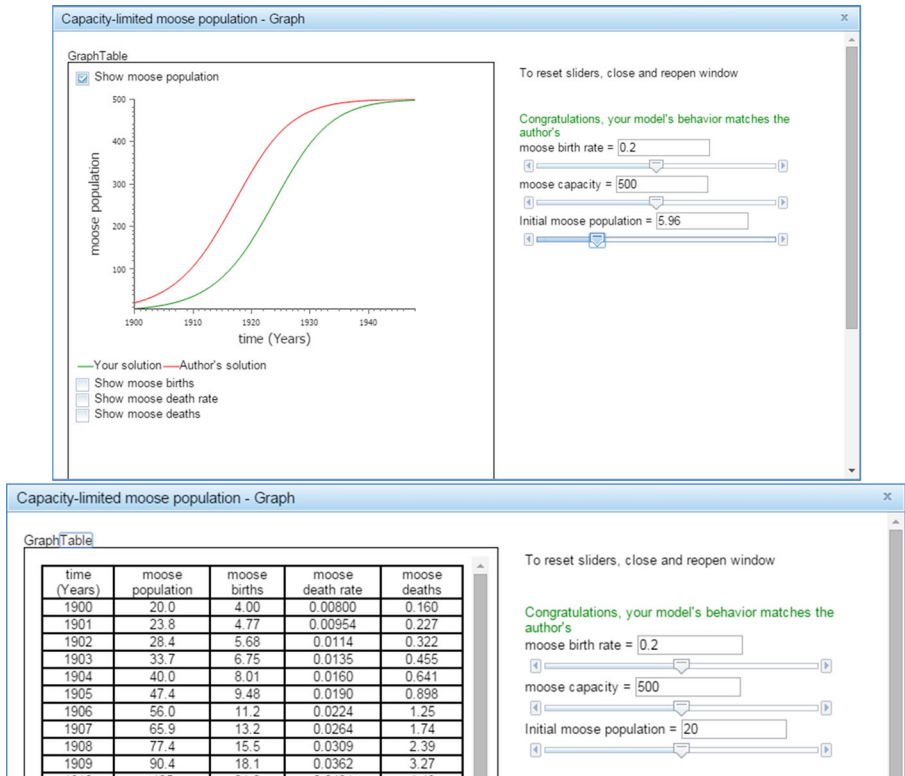 Capacity-limited moose population - Graph x
GraphTable
Show moose population
To reset sliders, close and reopen window
Congratulations, your model's behavior matches the
author's
moose birth rate = 0.2
moose capacity = 500
Initial moose population = 5.96
moose population
500
400
300
200
100
1900 1910 1920 1930 1940
time (Years)
Your solution Author's solution
Show moose births
Show moose death rate
Show moose deaths
Capacity-limited moose population - Graph x
GraphTable
To reset sliders, close and reopen window
Congratulations, your model's behavior matches the
author's
moose birth rate = 0.2
moose capacity = 500
Initial moose population = 20
time moose moose moose moose
(Years) population births death rate deaths
1900 20.0 4.00 0.00800 0.160
1901 23.8 4.77 0.00954 0.227
1902 28.4 5.68 0.0114 0.322
1903 33.7 6.75 0.0135 0.455
1904 40.0 8.01 0.0160 0.641
1905 47.4 9.48 0.0190 0.898
1906 56.0 11.2 0.0224 1.25
1907 65.9 13.2 0.0264 1.74
1908 77.4 15.5 0.0309 2.39
1909 90.4 18.1 0.0362 3.27